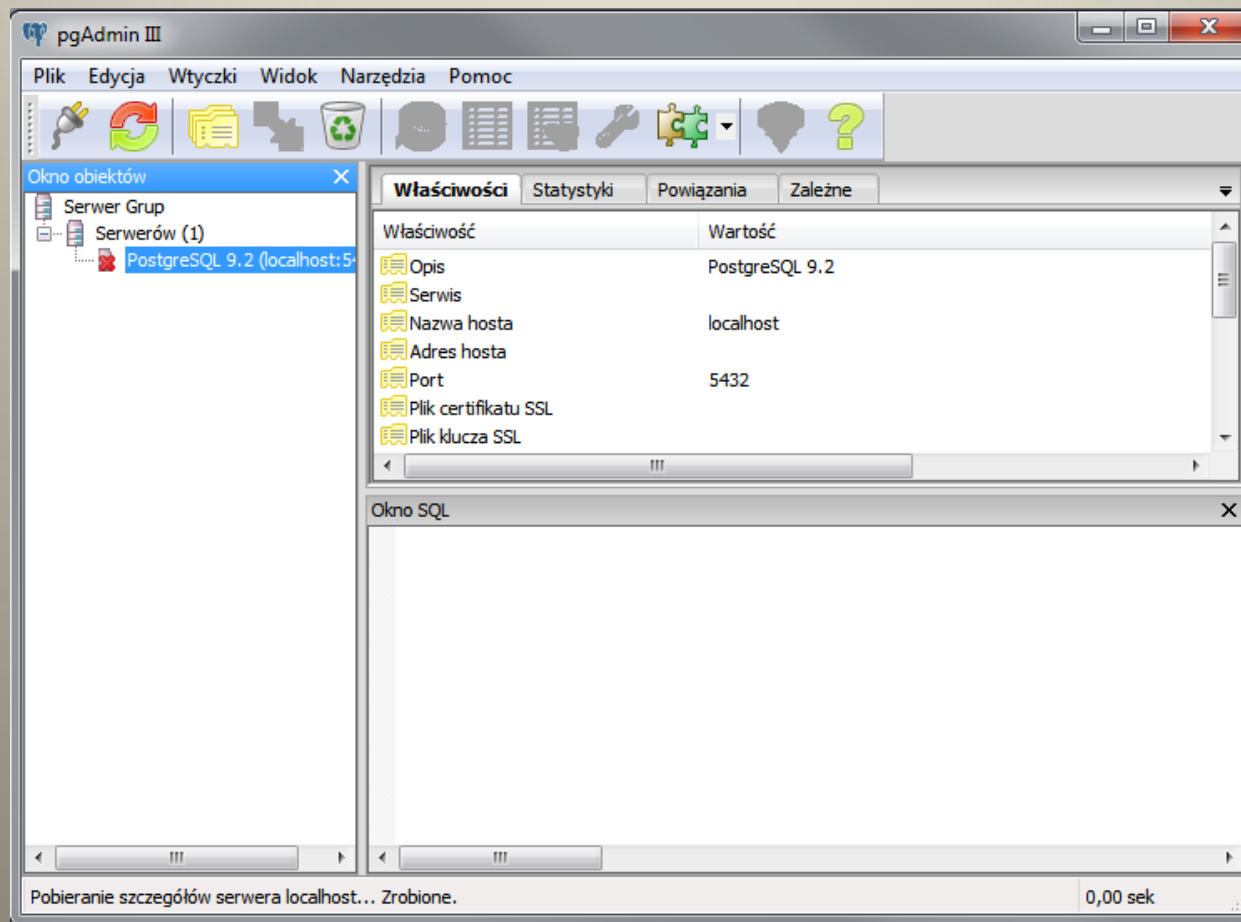 pgAdmin III
Plik Edycja Wtyczki Widok Narzędzia Pomoc
Okno obiektów
Serwer Grup
Serwerów (1)
PostgreSQL 9.2 (localhost:54
Właściwości Statystyki Powiązania Zależne
Właściwość Wartość
Opis PostgreSQL 9.2
Serwis
Nazwa hosta localhost
Adres hosta
Port 5432
Plik certifikatu SSL
Plik klucza SSL
Okno SQL
Pobieranie szczegółów serwera localhost... Zrobione. 0,00 sek